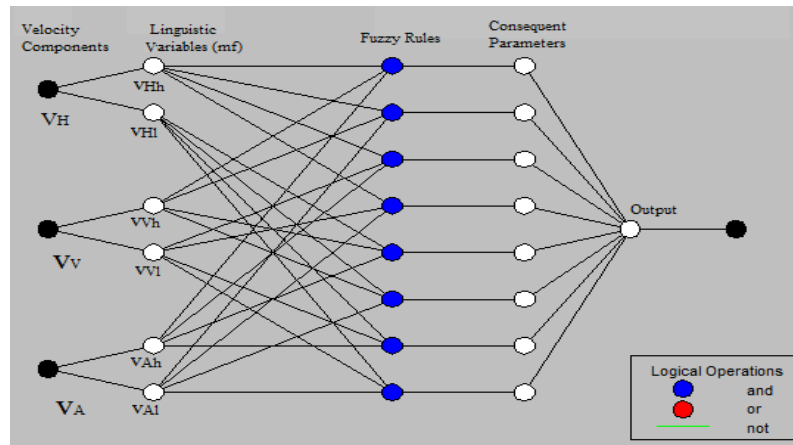 Velocity
Components
Linguistic
Variables (mf)
Fuzzy Rules
Consequent
Parameters
VHh
VH
VHl
VVh
VV
VVl
Output
VAh
VA
VAl
Logical Operations
and
or
not